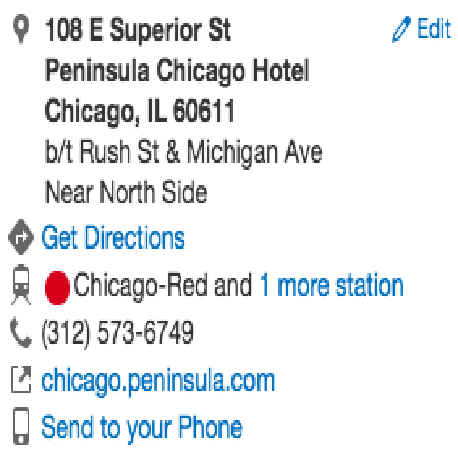 108 E Superior St
Edit
Peninsula Chicago Hotel
Chicago, IL 60611
b/t Rush St & Michigan Ave
Near North Side
Get Directions
Chicago-Red and 1 more station
(312) 573-6749
chicago.peninsula.com
Send to your Phone